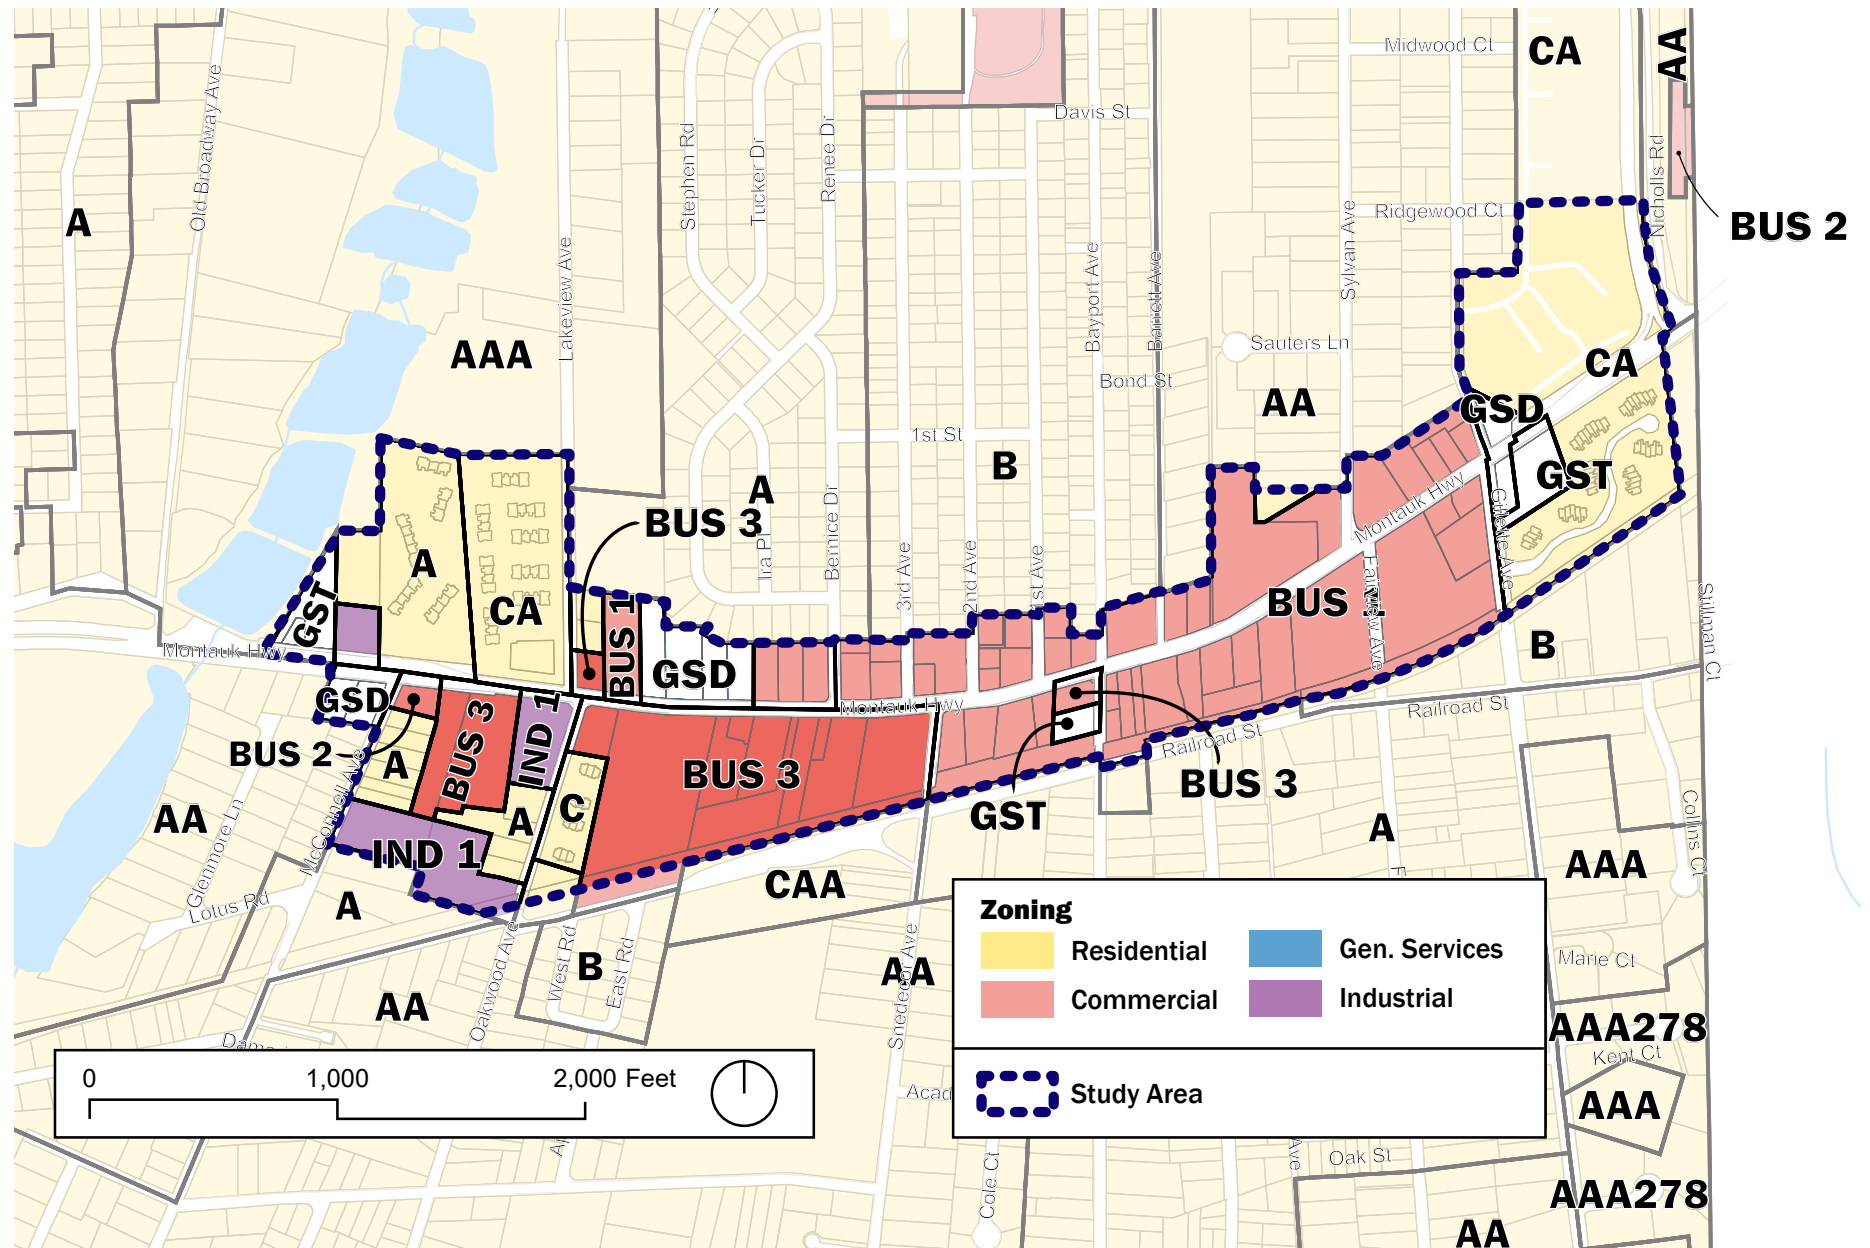 Midwood Ct
CA
AA
Old Broadway Ave
Davis St
Stephen Rd
Tucker Dr
Renee Dr
Nicholls Rd
A
Ridgewood Ct
BUS 2
Lakeview Ave
Bayport Ave
Barrett Ave
Sylvan Ave
AAA
Sauters Ln
CA
Bond St
AA
GSD
1st St
B
A
GST
BUS 3
Montauk Hwy
Gillette Ave
Ira Pl
Bernice Dr
3rd Ave
2nd Ave
1st Ave
A
CA
GST
BUS 1
BUS 1
Fairview Ave
Stillman Ct
B
Montauk Hwy
GSD
GSD
Montauk Hwy
BUS 3
IND 1
Railroad St
Railroad St
BUS 2
A
BUS 3
BUS 3
C
A
GST
AA
Glenmore Ln
McConnell Ave
IND 1
A
Collins Ct
AAA
CAA
A
Lotus Rd
Zoning
Residential
Gen. Services
Commercial
Industrial
Study Area
Oakwood Ave
West Rd
East Rd
B
Snedecor Ave
AA
Marie Ct
AA
AAA278
Kent Ct
0
1,000
2,000 Feet
AAA
Oak St
Ave
Cole Ct
AAA278
AA